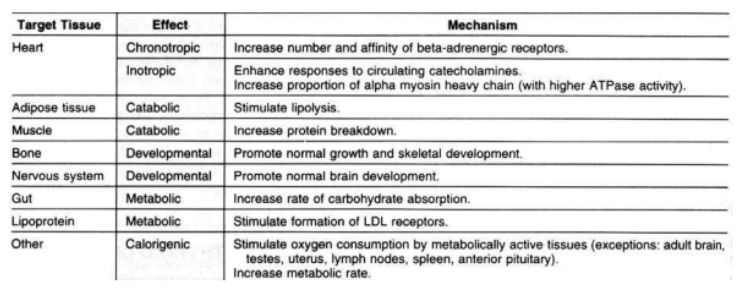 Target Tissue Effect Mechanism
Heart Chronotropic Increase number and affinity of beta-adrenergic receptors.
Inotropic Enhance responses to circulating catecholamines.
Increase proportion of alpha myosin heavy chain (with higher ATPase activity).
Adipose tissue Catabolic Stimulate lipolysis.
Muscle Catabolic Increase protein breakdown.
Bone Developmental Promote normal growth and skeletal development.
Nervous system Developmental Promote normal brain development.
Gut Metabolic Increase rate of carbohydrate absorption.
Lipoprotein Metabolic Stimulate formation of LDL receptors.
Other Calorigenic Stimulate oxygen consumption by metabolically active tissues (exceptions: adult brain,
testes, uterus, lymph nodes, spleen, anterior pituitary).
Increase metabolic rate.